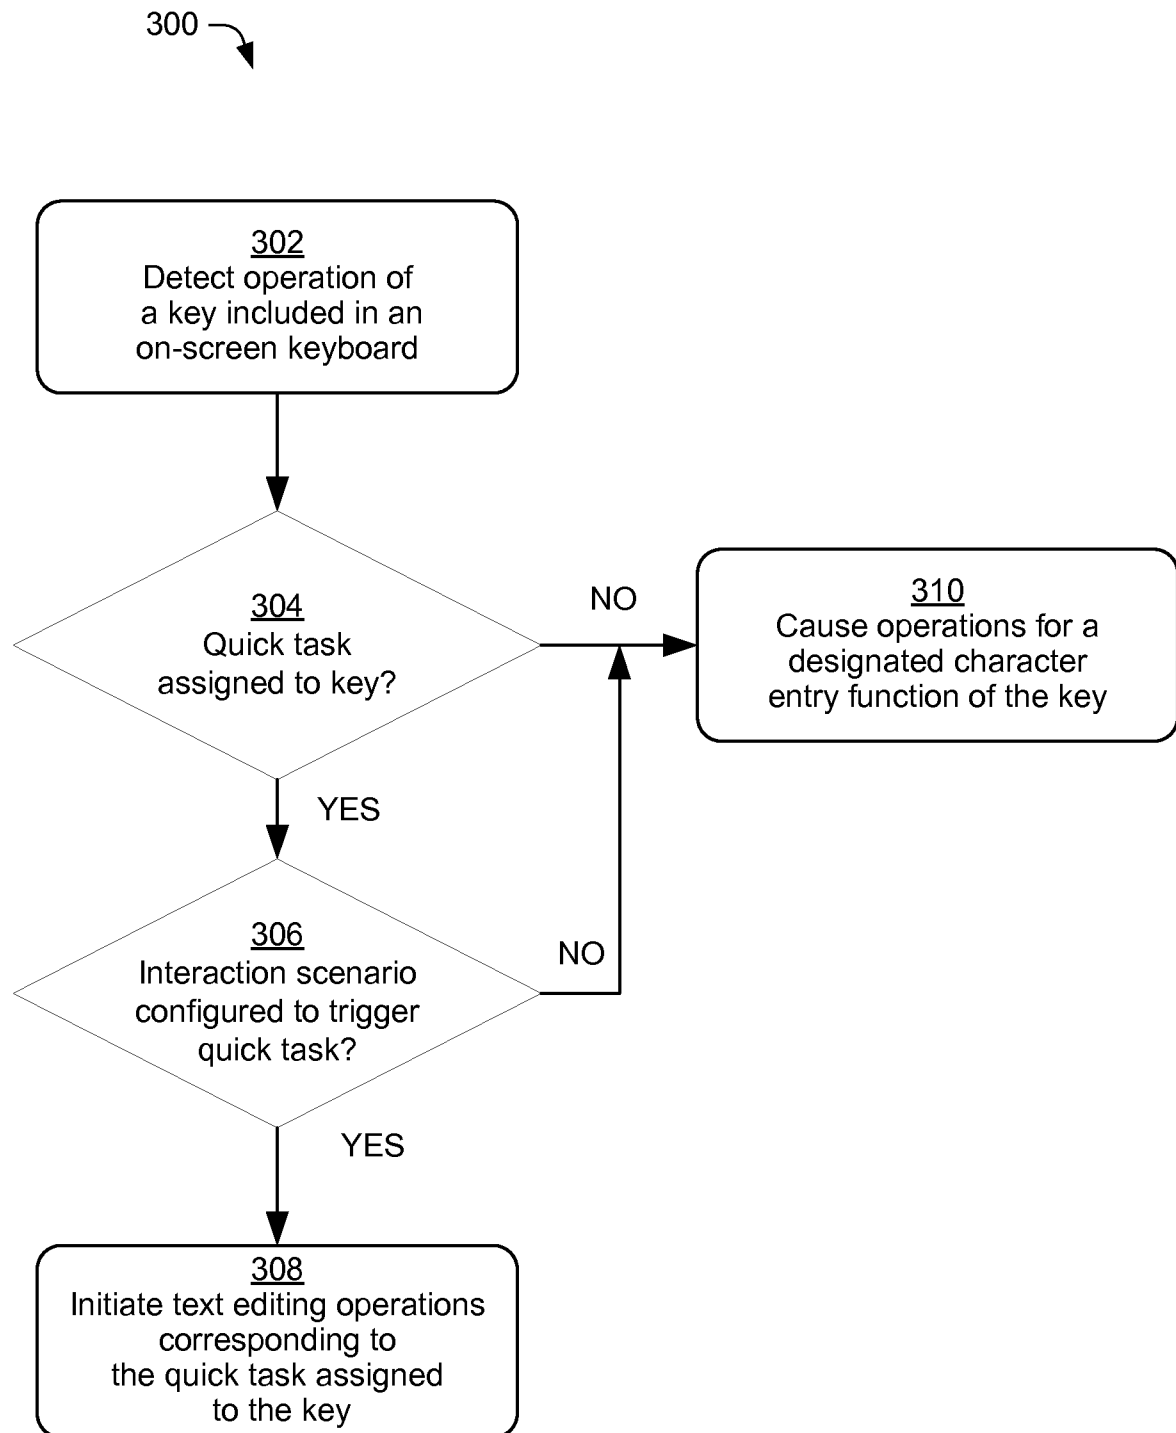 300
302
Detect operation of
a key included in an
on-screen keyboard
304
Quick task
assigned to key?
NO
310
Cause operations for a
designated character
entry function of the key
YES
306
Interaction scenario
configured to trigger
quick task?
NO
YES
308
Initiate text editing operations
corresponding to
the quick task assigned
to the key